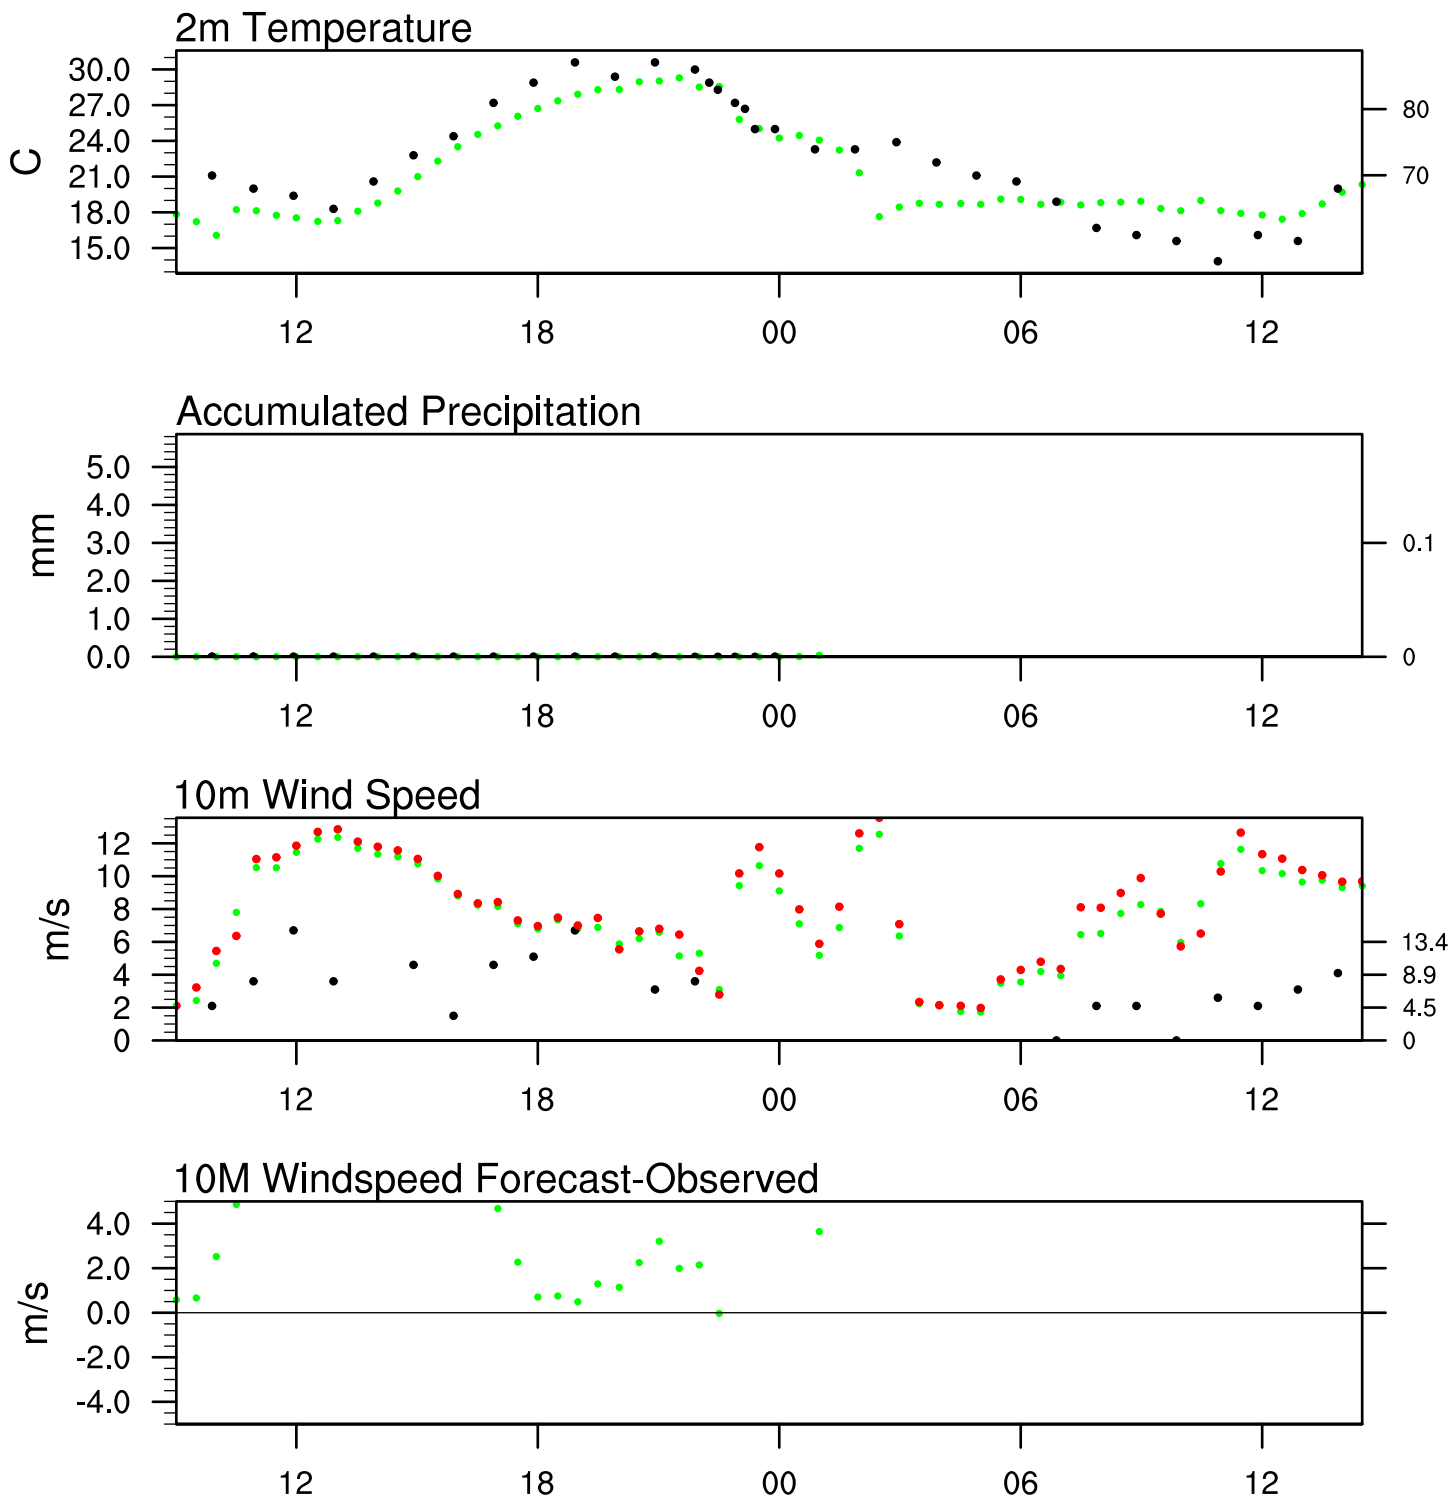 2m Temperature
30.0
27.0
24.0
21.0
18.0
15.0
C
80
70
12 18 00 06 12
Accumulated Precipitation
5.0
4.0
3.0
2.0
1.0
0.0
mm
0.1
0
12 18 00 06 12
10m Wind Speed
12
10
8
6
4
2
0
m/s
13.4
8.9
4.5
0
12 18 00 06 12
10M Windspeed Forecast-Observed
4.0
2.0
0.0
-2.0
-4.0
m/s
12 18 00 06 12